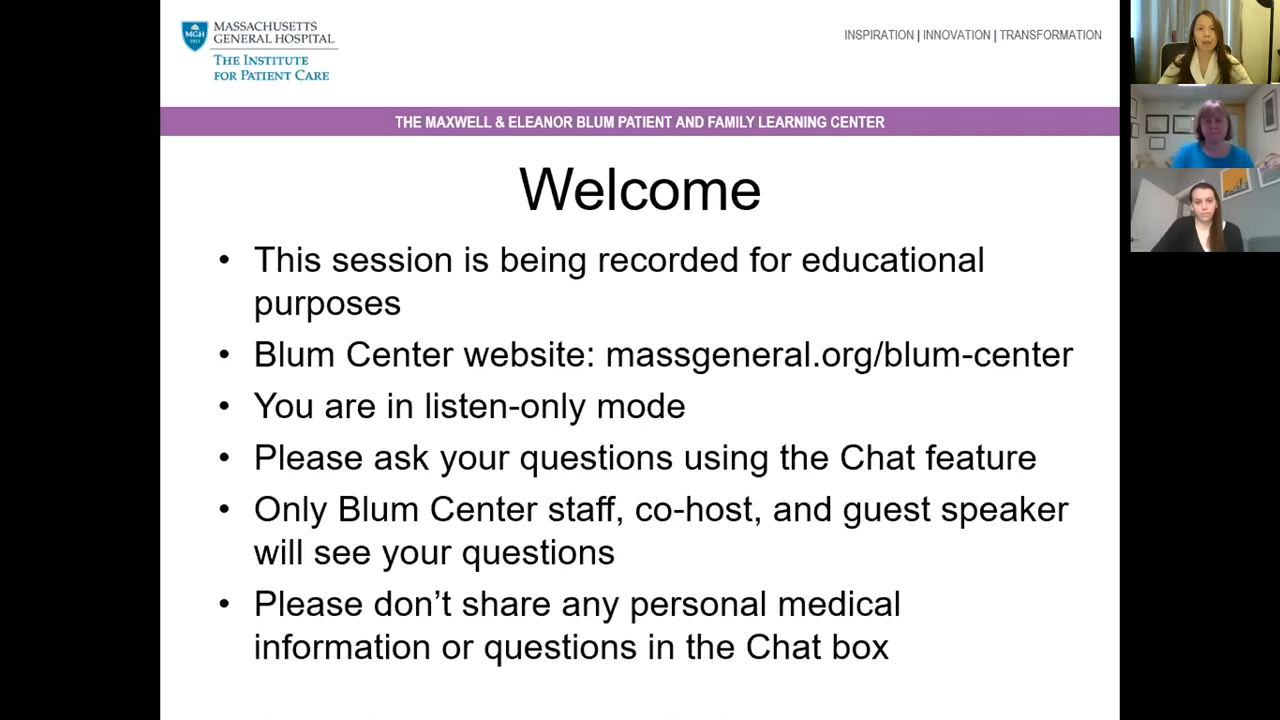 MASSACHUSETTS
GENERAL HOSPITAL
THE INSTITUTE
FOR PATIENT CARE
MGH
1811
INSPIRATION | INNOVATION | TRANSFORMATION
THE MAXWELL & ELEANOR BLUM PATIENT AND FAMILY LEARNING CENTER
Welcome
• This session is being recorded for educational
purposes
• Blum Center website: massgeneral.org/blum-center
• You are in listen-only mode
• Please ask your questions using the Chat feature
• Only Blum Center staff, co-host, and guest speaker
will see your questions
• Please don’t share any personal medical
information or questions in the Chat box